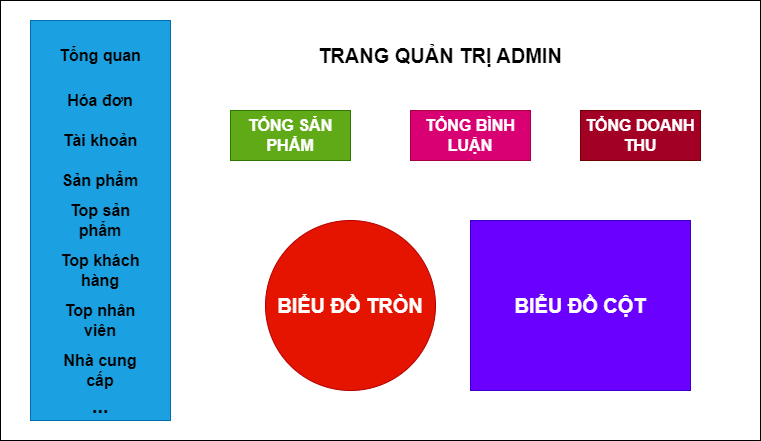 Tổng quan
Hóa đơn
Tài khoản
Sản phẩm
Top sản
phẩm
Top khách
hàng
Top nhân
viên
Nhà cung
cấp
...
TRANG QUẢN TRỊ ADMIN
TỔNG SẢN
PHẨM
TỔNG BÌNH
LUẬN
TỔNG DOANH
THU
BIỂU ĐỒ TRÒN
BIỂU ĐỒ CỘT